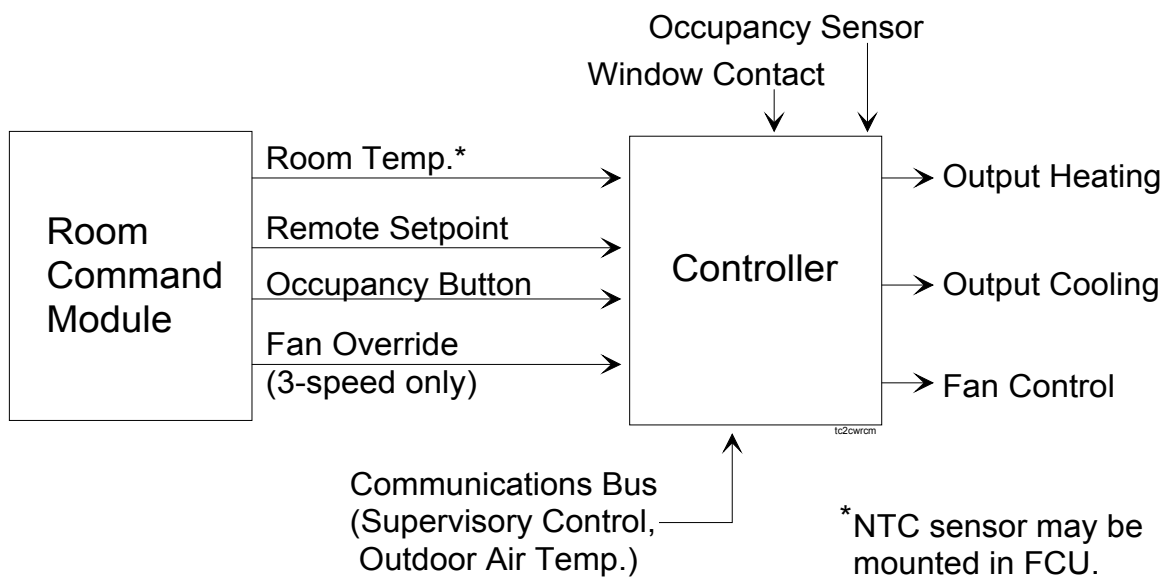 Occupancy Sensor
Window Contact
Room
Command
Module
Room Temp.*
Remote Setpoint
Occupancy Button
Fan Override
(3-speed only)
Controller
tc2cwrcm
Output Heating
Output Cooling
Fan Control
Communications Bus
(Supervisory Control,
Outdoor Air Temp.)
*NTC sensor may be
mounted in FCU.